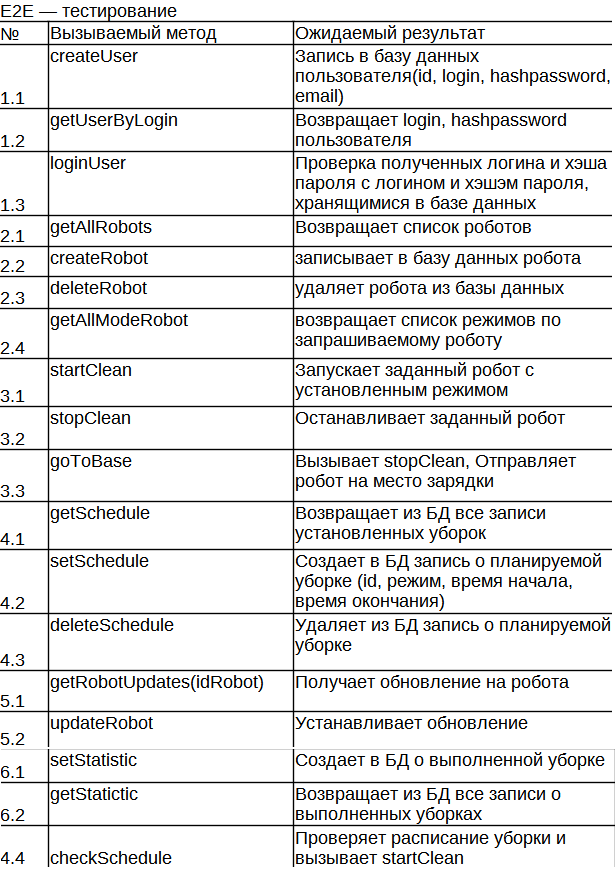 E2E — тестирование
№ Вызываемый метод Ожидаемый результат
1.1 createUser Запись в базу данных
пользователя(id, login, hashpassword,
email)
1.2 getUserByLogin Возвращает login, hashpassword
пользователя
1.3 loginUser Проверка полученных логина и хэша
пароля с логином и хэшэм пароля,
хранящимися в базе данных
2.1 getAllRobots Возвращает список роботов
2.2 createRobot записывает в базу данных робота
2.3 deleteRobot удаляет робота из базы данных
2.4 getAllModeRobot возвращает список режимов по
запрашиваемому роботу
3.1 startClean Запускает заданный робот с
установленным режимом
3.2 stopClean Останавливает заданный робот
3.3 goToBase Вызывает stopClean, Отправляет
робот на место зарядки
4.1 getSchedule Возвращает из БД все записи
установленных уборок
4.2 setSchedule Создает в БД запись о планируемой
уборке (id, режим, время начала,
время окончания)
4.3 deleteSchedule Удаляет из БД запись о планируемой
уборке
5.1 getRobotUpdates(idRobot) Получает обновление на робота
5.2 updateRobot Устанавливает обновление
6.1 setStatistic Создает в БД о выполненной уборке
6.2 getStatictic Возвращает из БД все записи о
выполненных уборках
4.4 checkSchedule Проверяет расписание уборки и
вызывает startClean